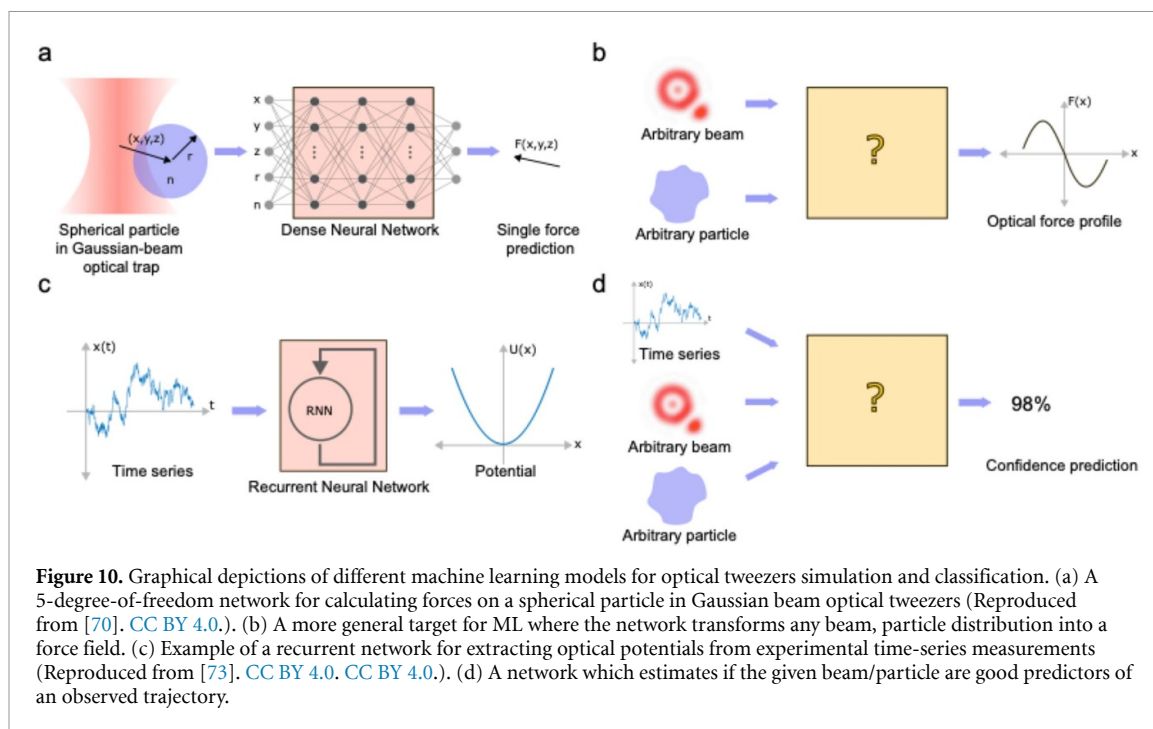 a
(x,y,z)
r
n
x
y
z
r
n
F(x,y,z)
Spherical particle
in Gaussian-beam
optical trap
Dense Neural Network
Single force
prediction
b
Arbitrary beam
Arbitrary particle
?
F(x)
x
Optical force profile
c
x(t)
t
Time series
RNN
Recurrent Neural Network
U(x)
x
Potential
d
x(t)
t
Time series
Arbitrary beam
Arbitrary particle
?
98%
Confidence prediction
Figure 10. Graphical depictions of different machine learning models for optical tweezers simulation and classification. (a) A
5-degree-of-freedom network for calculating forces on a spherical particle in Gaussian beam optical tweezers (Reproduced
from [70]. CC BY 4.0.). (b) A more general target for ML where the network transforms any beam, particle distribution into a
force field. (c) Example of a recurrent network for extracting optical potentials from experimental time-series measurements
(Reproduced from [73]. CC BY 4.0. CC BY 4.0.). (d) A network which estimates if the given beam/particle are good predictors of
an observed trajectory.